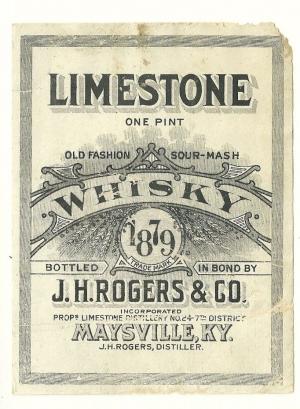 LIMESTONE
ONE PINT
OLD FASHION SOUR-MASH
WHISKY
1879
TRADE MARK
BOTTLED IN BOND BY
J.H.ROGERS & CO.
INCORPORATED
PROPS LIMESTONE DISTILLERY NO.24-7TH DISTRICT
MAYSVILLE, KY.
J.H.ROGERS, DISTILLER.